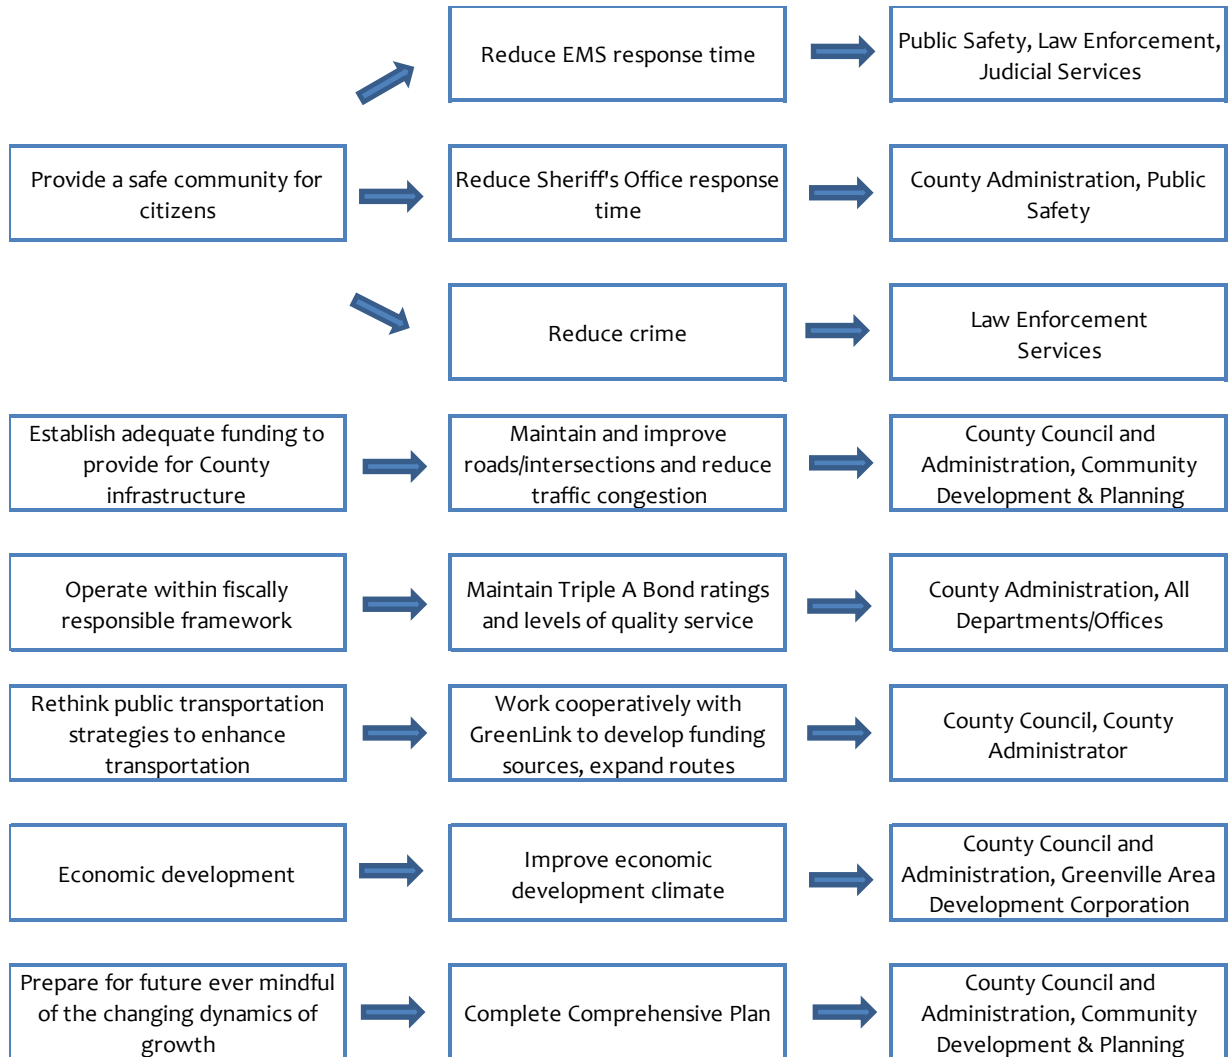 Reduce EMS response time
Public Safety, Law Enforcement,
Judicial Services
Provide a safe community for
citizens
Reduce Sheriff's Office response
time
County Administration, Public
Safety
Reduce crime
Law Enforcement
Services
Establish adequate funding to
provide for County
infrastructure
Maintain and improve
roads/intersections and reduce
traffic congestion
County Council and
Administration, Community
Development & Planning
Operate within fiscally
responsible framework
Maintain Triple A Bond ratings
and levels of quality service
County Administration, All
Departments/Offices
Rethink public transportation
strategies to enhance
transportation
Work cooperatively with
GreenLink to develop funding
sources, expand routes
County Council, County
Administrator
Economic development
Improve economic
development climate
County Council and
Administration, Greenville Area
Development Corporation
Prepare for future ever mindful
of the changing dynamics of
growth
Complete Comprehensive Plan
County Council and
Administration, Community
Development & Planning